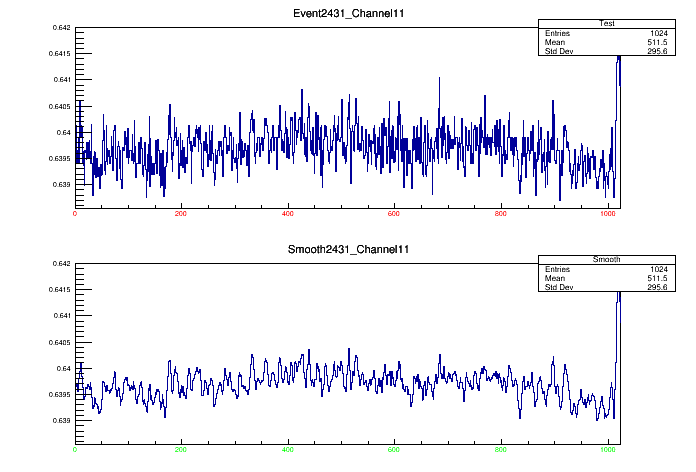 Event2431_Channel11
Test
Entries 1024
Mean 511.5
Std Dev 295.6
0.642
0.6415
0.641
0.6405
0.64
0.6395
0.639
0 200 400 600 800 1000
Smooth2431_Channel11
Smooth
Entries 1024
Mean 511.5
Std Dev 295.6
0.642
0.6415
0.641
0.6405
0.64
0.6395
0.639
0 200 400 600 800 1000